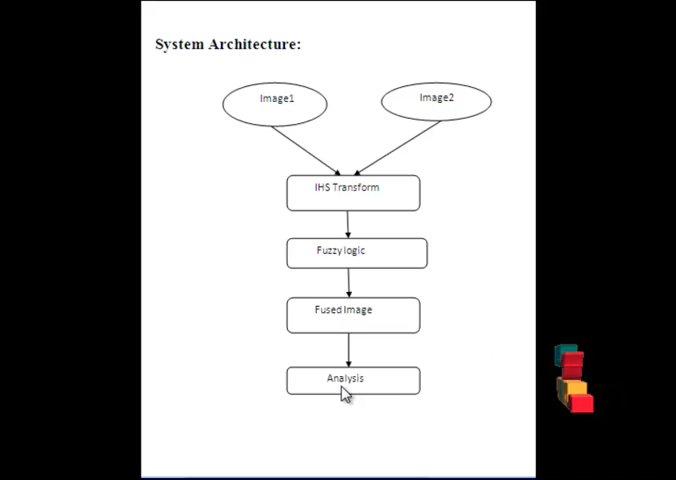 System Architecture:
Image1
Image2
IHS Transform
Fuzzy logic
Fused Image
Analysis